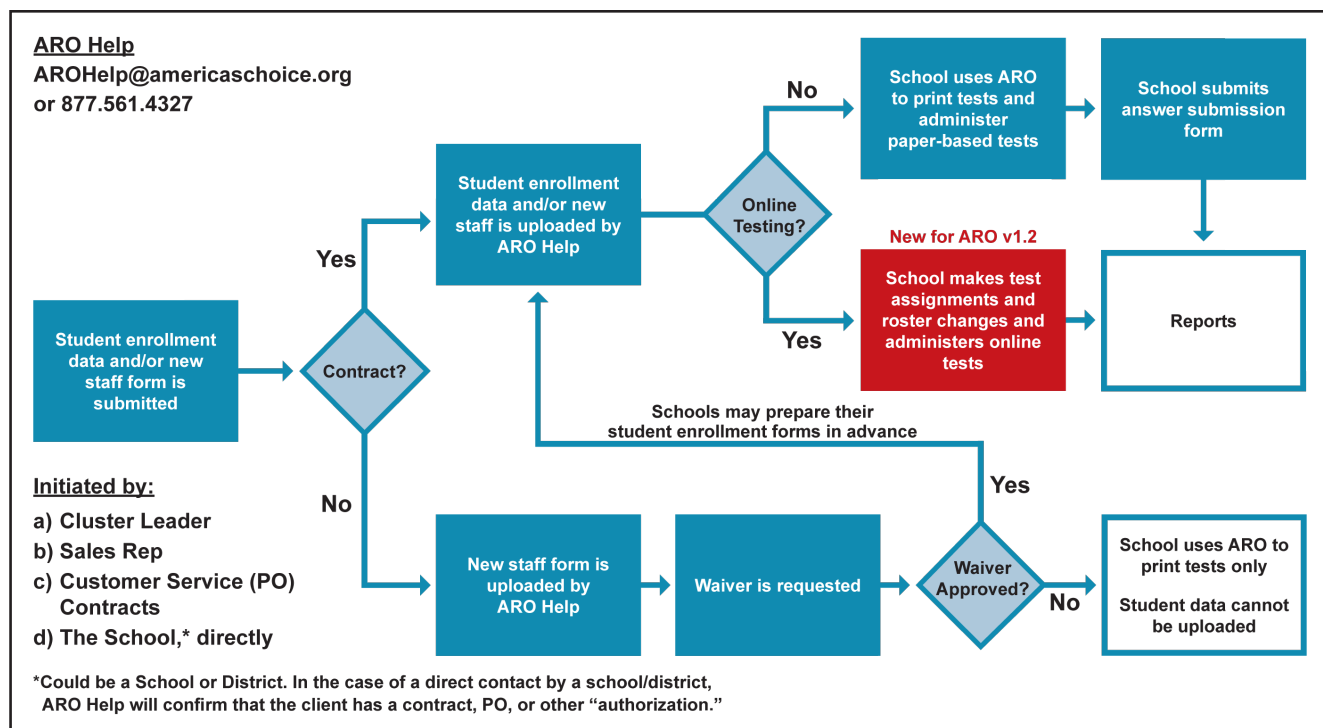 ARO Help
AROHelp@americaschoice.org
or 877.561.4327
Student enrollment
data and/or new
staff form is
submitted
Contract?
Yes
No
Student enrollment
data and/or new
staff is uploaded by
ARO Help
Online
Testing?
No
Yes
School uses ARO
to print tests and
administer
paper-based tests
School submits
answer submission
form
New for ARO v1.2
School makes test
assignments and
roster changes and
administers online
tests
Reports
Schools may prepare their
student enrollment forms in advance
New staff form is
uploaded by
ARO Help
Waiver is requested
Waiver
Approved?
Yes
No
School uses ARO to
print tests only
Student data cannot
be uploaded
Initiated by:
a) Cluster Leader
b) Sales Rep
c) Customer Service (PO)
Contracts
d) The School,* directly
*Could be a School or District. In the case of a direct contact by a school/district,
ARO Help will confirm that the client has a contract, PO, or other “authorization.”